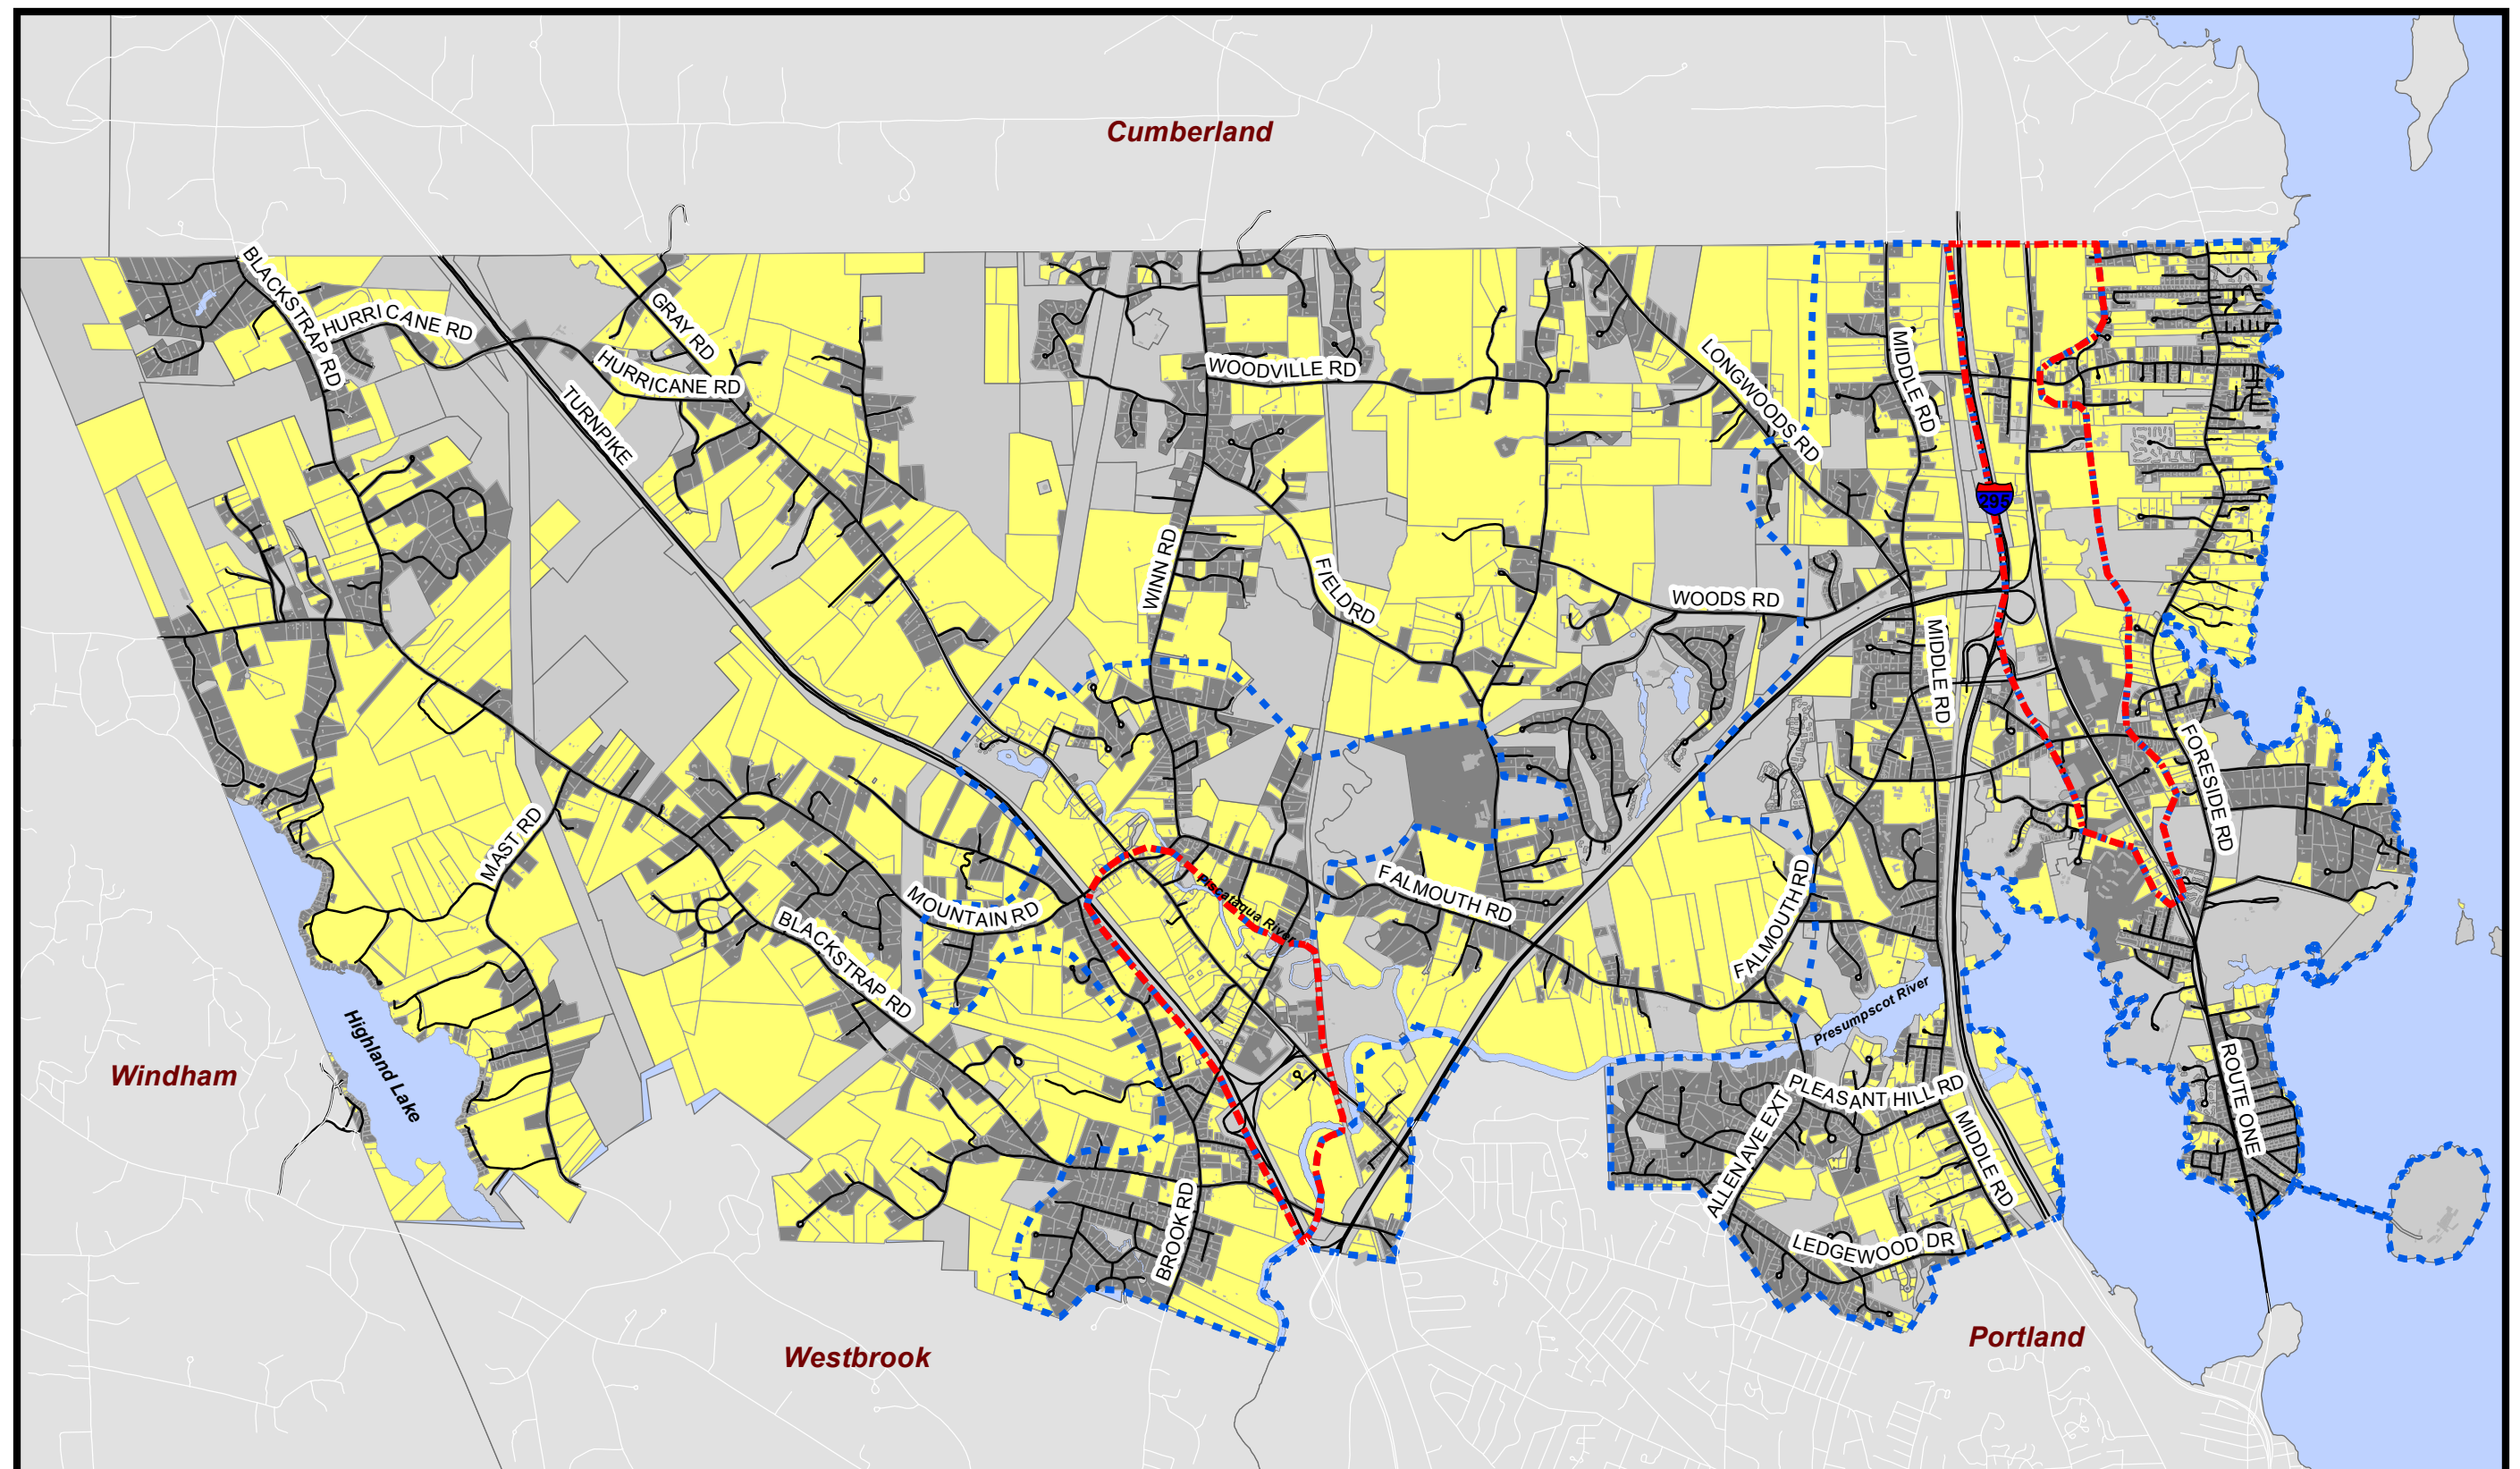 Cumberland
BLACKSTRAP RD
HURRICANE RD
GRAY RD
HURRICANE RD
TURNPIKE
WOODVILLE RD
LONGWOODS RD
MIDDLE RD
295
WINN RD
FIELDRD
WOODS RD
MIDDLE RD
FORESIDE RD
MAST RD
MOUNTAIN RD
BLACKSTRAP RD
Piscataqua River
FALMOUTH RD
FALMOUTH RD
Presumpscot River
Highland Lake
Windham
PLEASANT HILL RD
ALLEN AVE EXT
MIDDLE RD
ROUTE ONE
BROOK RD
LEDGEWOOD DR
Westbrook
Portland